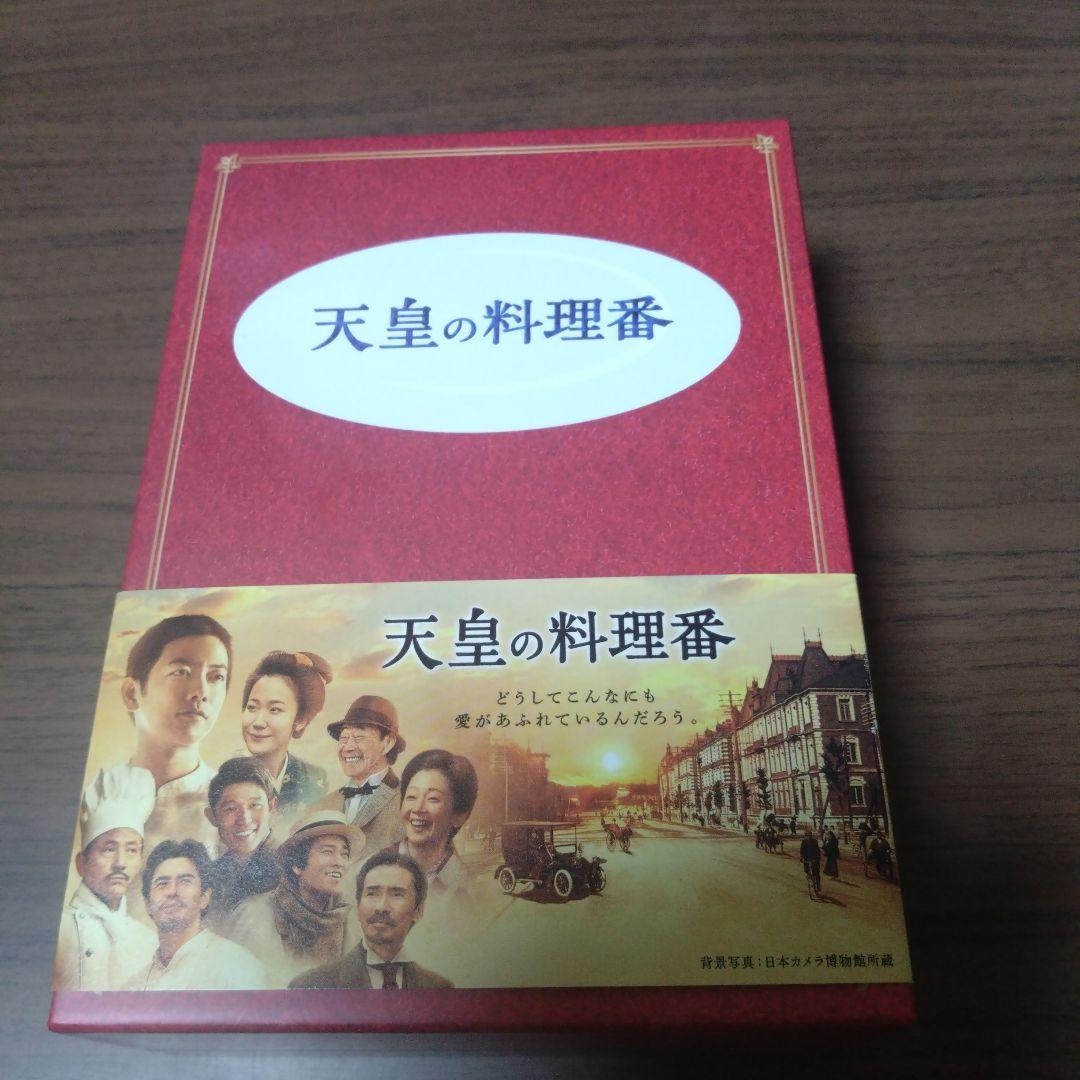 天皇の料理番
天皇の料理番
どうしてこんなにも
愛があふれているんだろう。
背景写真:日本カメラ博物館所蔵